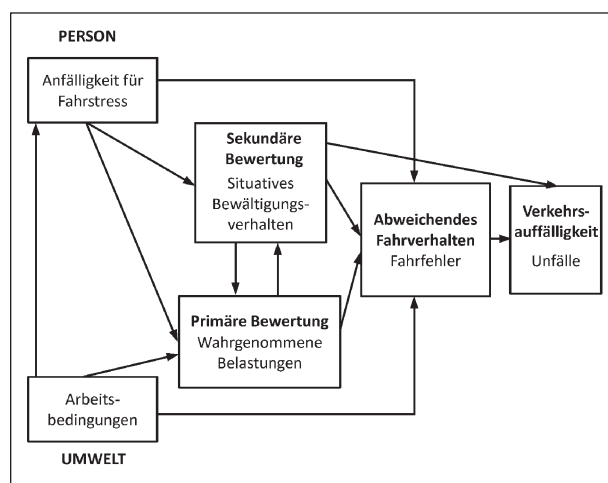 PERSON
Anfälligkeit für
Fahrstress
Sekundäre
Bewertung
Situatives
Bewältigungs-
verhalten
Abweichendes
Fahrverhalten
Fahrfehler
Verkehrs-
auffälligkeit
Unfälle
Primäre Bewertung
Wahrgenommene
Belastungen
Arbeits-
bedingungen
UMWELT